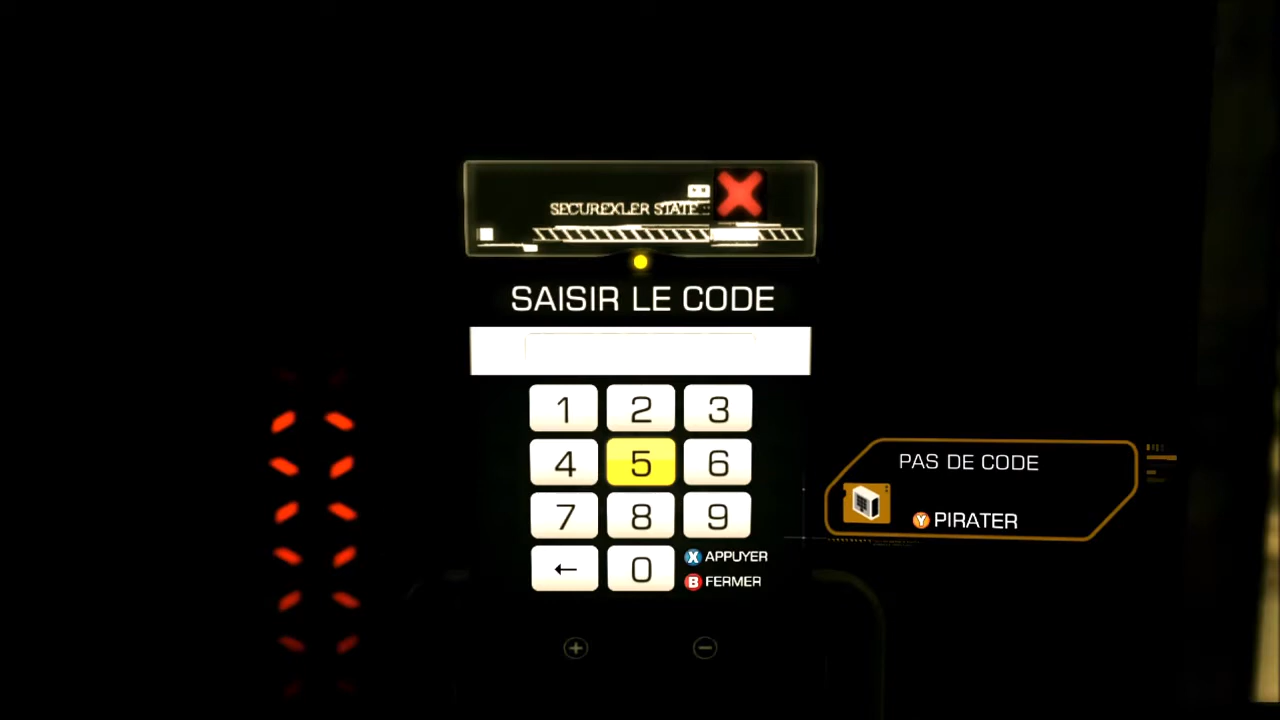 SECUREXLER STATE
SAISIR LE CODE
1 2 3
4 5 6
7 8 9
← 0
X APPUYER
B FERMER
PAS DE CODE
Y PIRATER